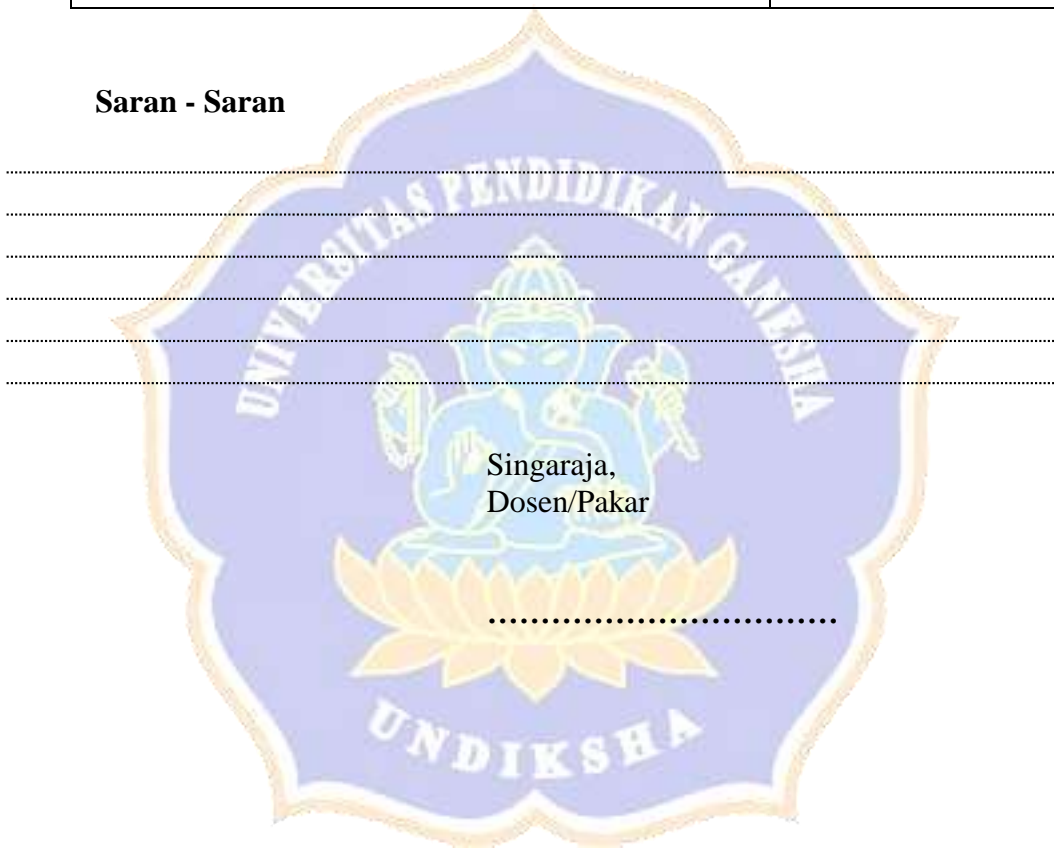 Saran - Saran
UNIVERSITAS PENDIDIKAN GANESHA
Singaraja,
Dosen/Pakar
.................................
UNDIKSHA